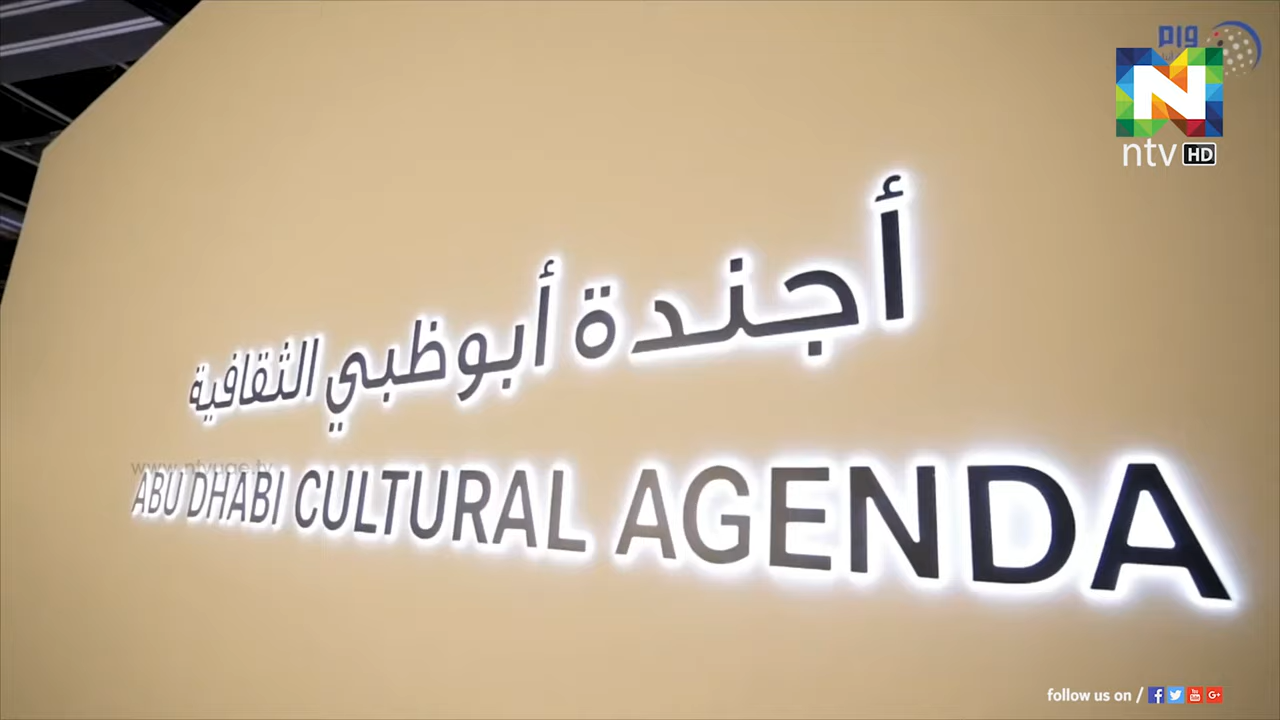 وام
N
ntv HD
أجندة أبوظبي الثقافية
www.ntvuae.tv
ABU DHABI CULTURAL AGENDA
follow us on /